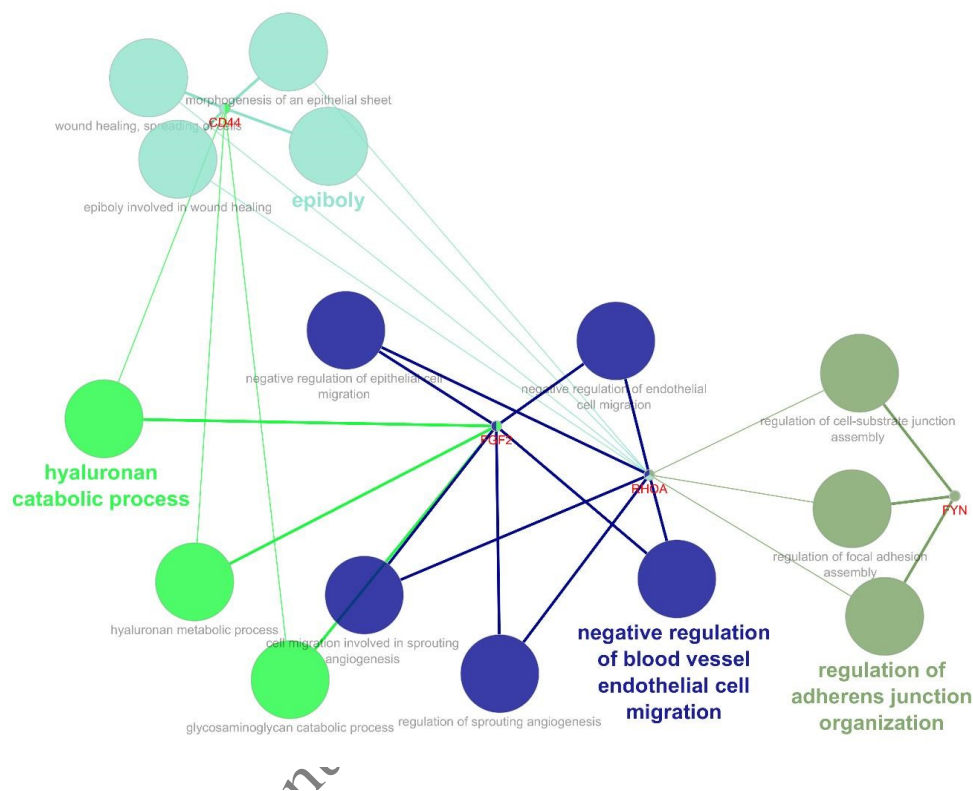 morphogenesis of an epithelial sheet
CD44
wound healing, spreading of cells
epiboly
epiboly involved in wound healing
negative regulation of epithelial cell
migration
negative regulation of endothelial
cell migration
regulation of cell-substrate junction
assembly
FGF2
hyaluronan
catabolic process
RHOA
FYN
regulation of focal adhesion
assembly
hyaluronan metabolic process
cell migration involved in sprouting
angiogenesis
negative regulation
of blood vessel
endothelial cell
migration
regulation of
adherens junction
organization
glycosaminoglycan catabolic process
regulation of sprouting angiogenesis